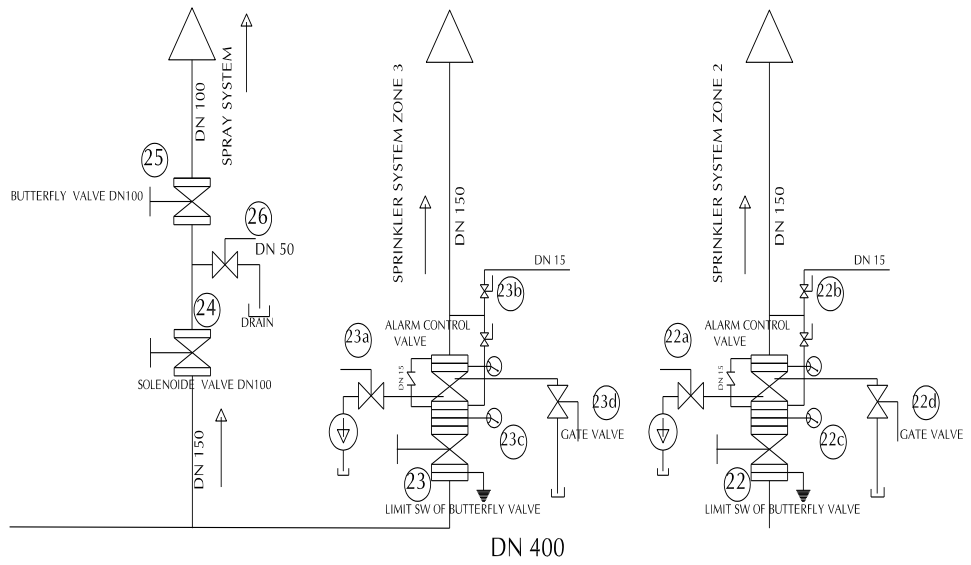 DN 100
SPRAY SYSTEM
25
BUTTERFLY VALVE DN100
26
DN 50
24
DRAIN
SOLENOIDE VALVE DN100
DN 150
SPRINKLER SYSTEM ZONE 3
DN 150
DN 15
23b
ALARM CONTROL
VALVE
23a
DN 15
23d
GATE VALVE
23c
23
LIMIT SW OF BUTTERFLY VALVE
SPRINKLER SYSTEM ZONE 2
DN 150
DN 15
22b
ALARM CONTROL
VALVE
22a
DN 15
22d
GATE VALVE
22c
22
LIMIT SW OF BUTTERFLY VALVE
DN 400